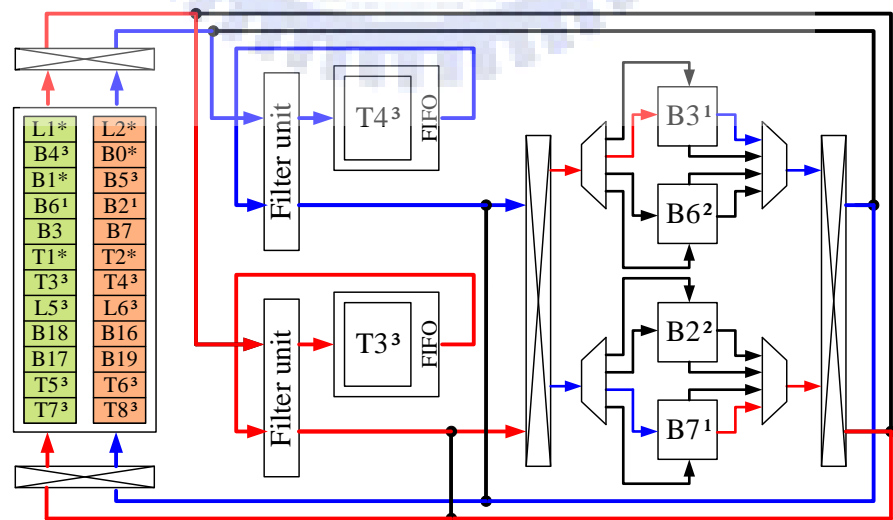 L1* L2*
B4³ B0*
B1* B5³
B6¹ B2¹
B3 B7
T1* T2*
T3³ T4³
L5³ L6³
B18 B16
B17 B19
T5³ T6³
T7³ T8³
Filter unit
T4³
FIFO
Filter unit
T3³
FIFO
B3¹
B6²
B2²
B7¹